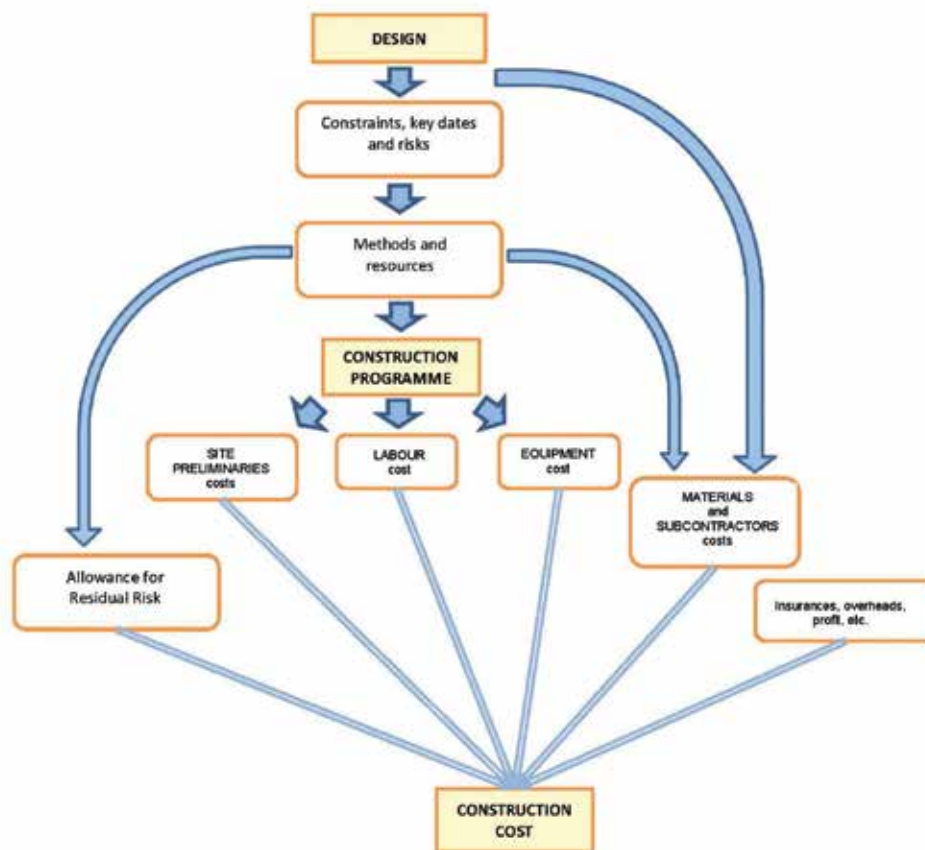 DESIGN
Constraints, key dates
and risks
Methods and
resources
CONSTRUCTION
PROGRAMME
SITE
PRELIMINARIES
costs
LABOUR
cost
EQUIPMENT
cost
MATERIALS
and
SUBCONTRACTORS
costs
Allowance for
Residual Risk
Insurances, overheads,
profit, etc.
CONSTRUCTION
COST